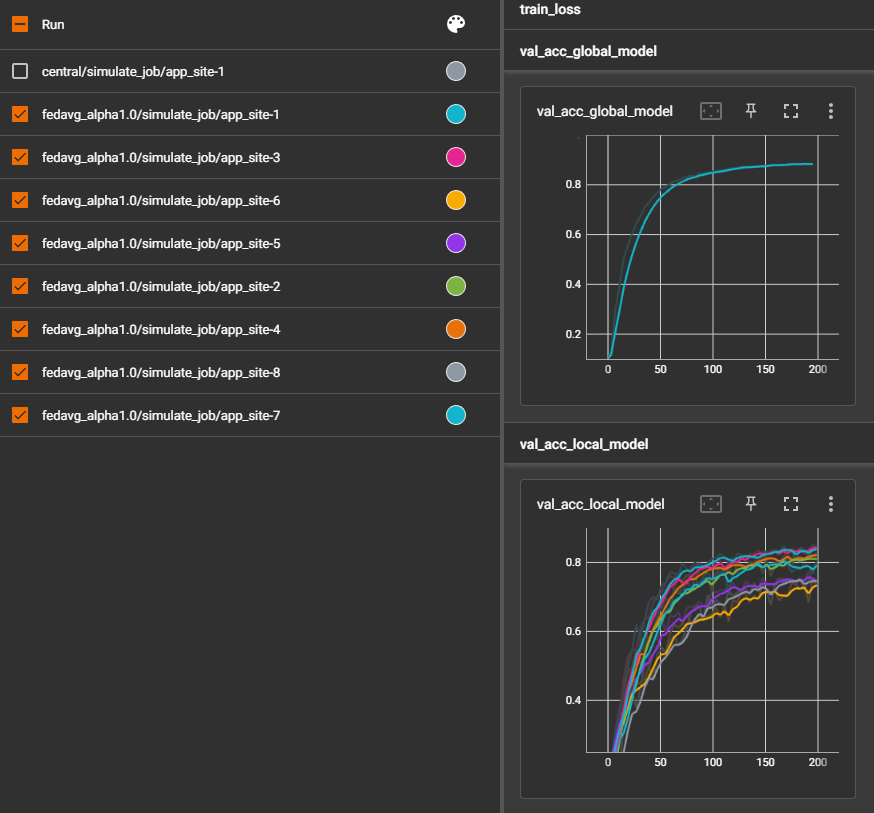 Run
central/simulate_job/app_site-1
fedavg_alpha1.0/simulate_job/app_site-1
fedavg_alpha1.0/simulate_job/app_site-3
fedavg_alpha1.0/simulate_job/app_site-6
fedavg_alpha1.0/simulate_job/app_site-5
fedavg_alpha1.0/simulate_job/app_site-2
fedavg_alpha1.0/simulate_job/app_site-4
fedavg_alpha1.0/simulate_job/app_site-8
fedavg_alpha1.0/simulate_job/app_site-7
train_loss
val_acc_global_model
val_acc_global_model
0.8
0.6
0.4
0.2
0 50 100 150 200
val_acc_local_model
val_acc_local_model
0.8
0.6
0.4
0 50 100 150 200